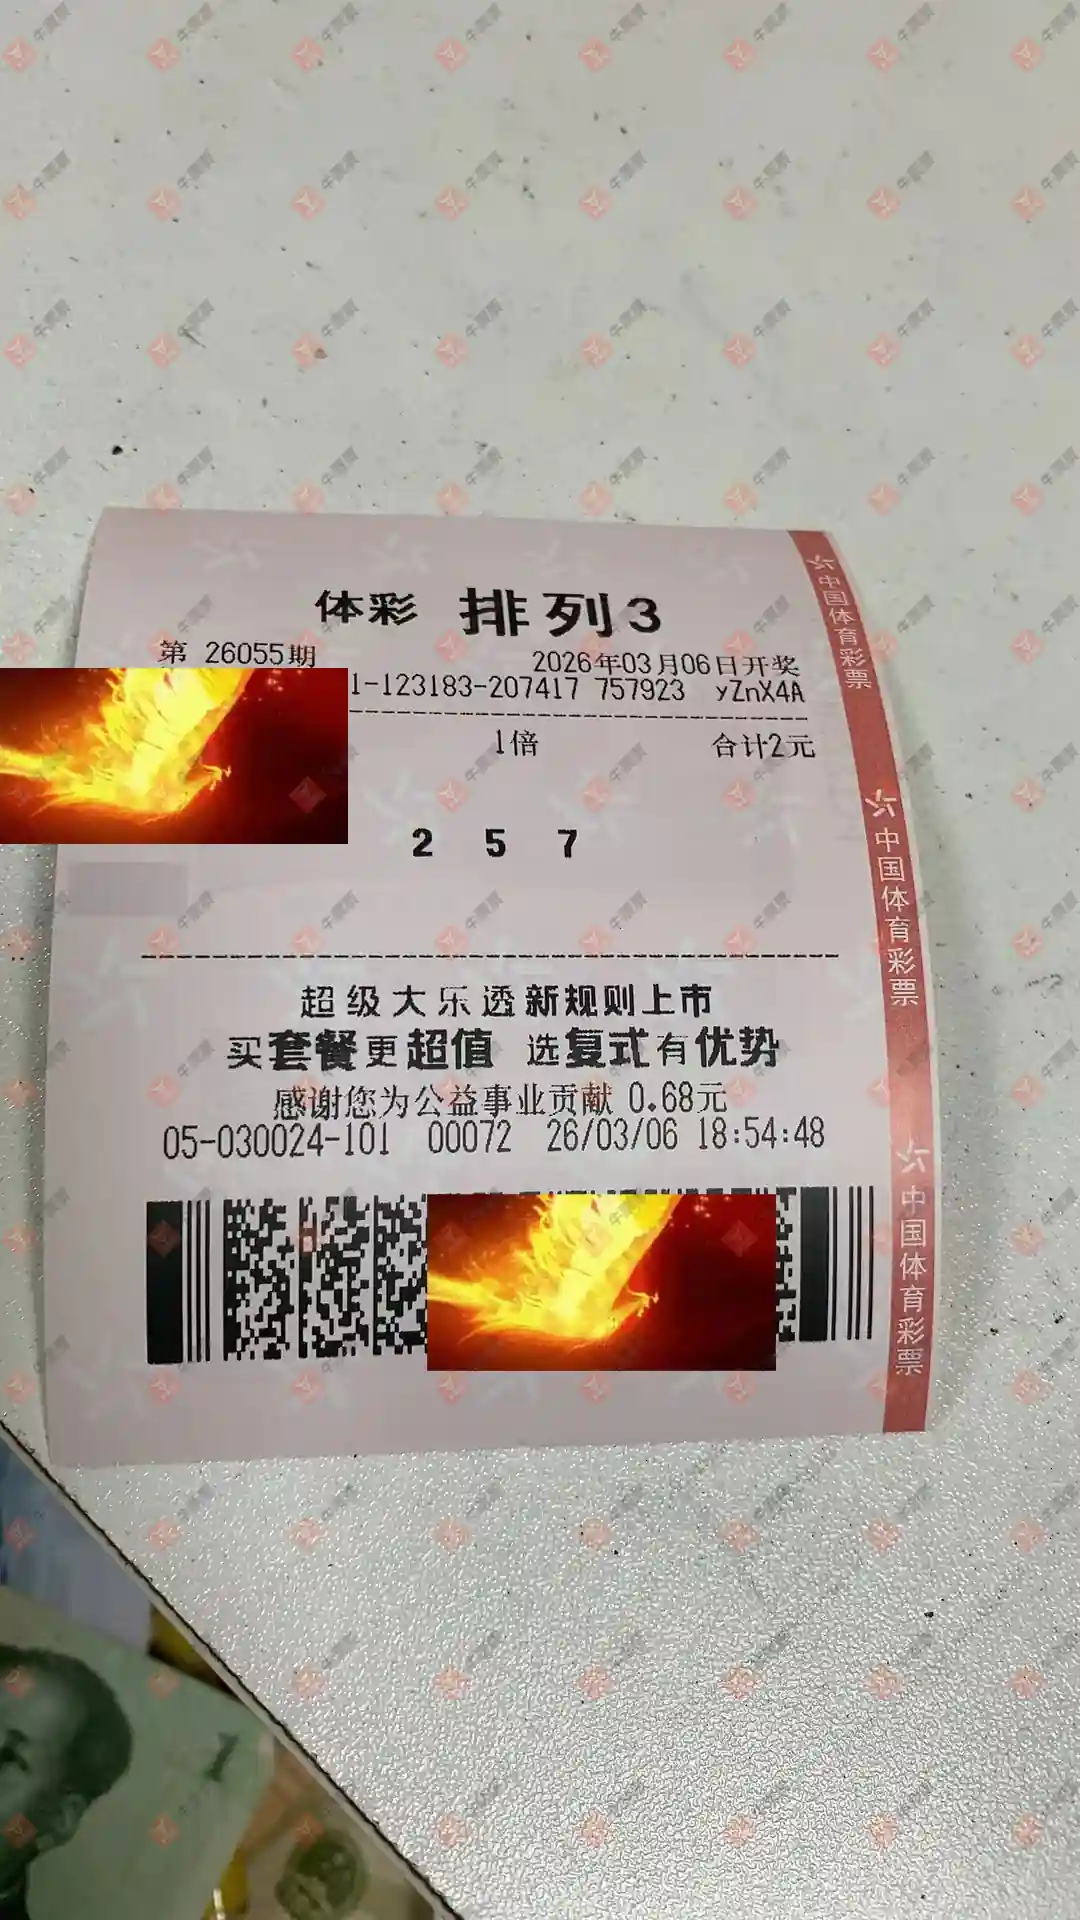 体彩 排列3
第 26055期 2026年03月06日开奖
1-123183-207417 757923 yZnX4A
1倍 合计2元
2 5 7
超级大乐透新规则上市
买套餐更超值 选复式有优势
感谢您为公益事业贡献 0.68元
05-030024-101 00072 26/03/06 18:54:48
中国体育彩票
中国体育彩票
中国体育彩票
1